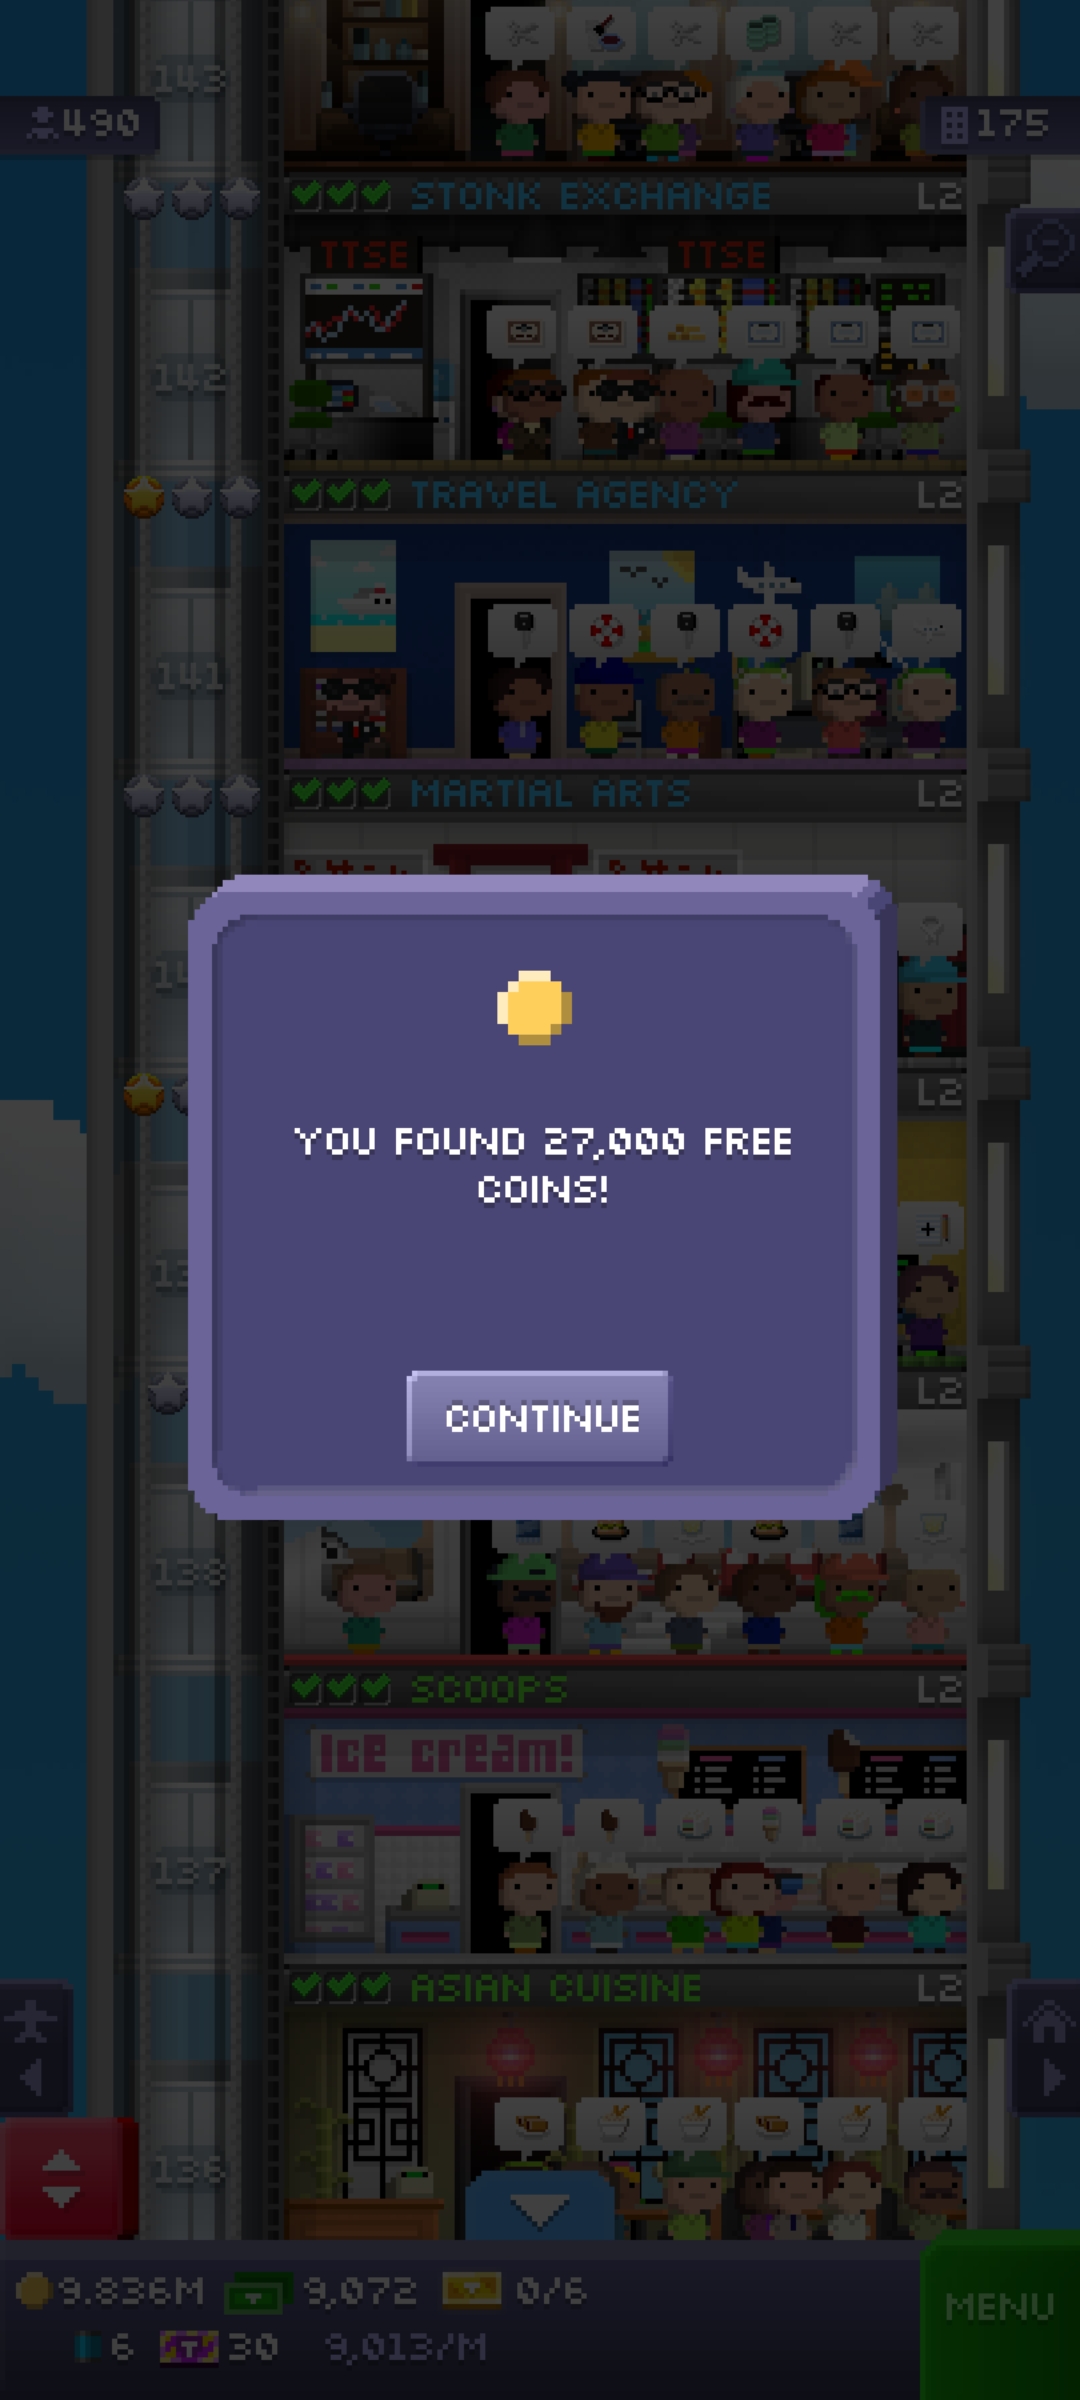 143
490
175
STONK EXCHANGE L2
TTSE TTSE
142
TRAVEL AGENCY L2
141
MARTIAL ARTS L2
L2
YOU FOUND 27,000 FREE
COINS!
L2
CONTINUE
138
SCOOPS L2
Ice cream!
137
ASIAN CUISINE L2
136
9.836M 9,072 0/6
MENU
6 T 30 9,013/M